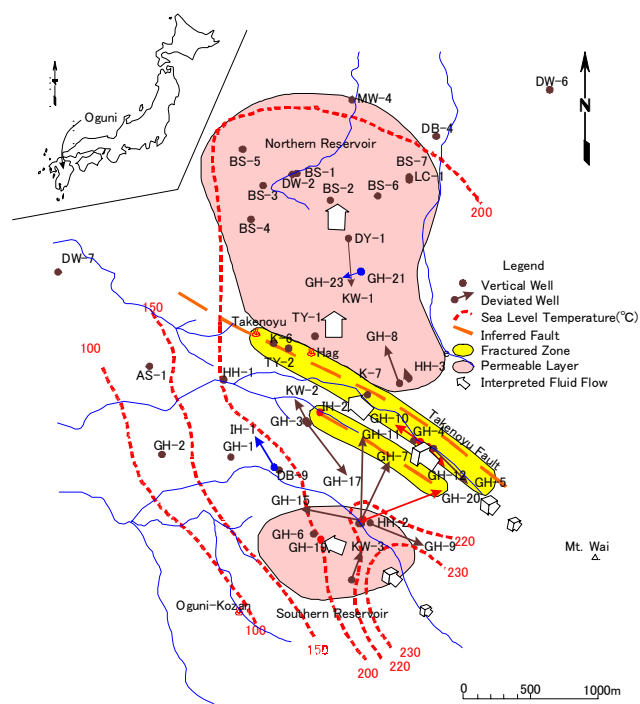 Oguni
N
DW-6
MW-4
DB-4
Northern Reservoir
BS-5
BS-7
BS-1
LC-1
DW-2
BS-6
BS-3
BS-2
200
BS-4
DY-1
DW-7
GH-23
GH-21
KW-1
Legend
Vertical Well
Deviated Well
Sea Level Temperature(℃)
Inferred Fault
Fractured Zone
Permeable Layer
Interpreted Fluid Flow
150
Takenoyu
TY-1
K-6
GH-8
100
TY-2
Hag
e
AS-1
HH-1
K-7
HH-3
KW-2
IH-2
Takenoyu Fault
GH-3
GH-10
GH-4
IH-1
GH-11
GH-2
GH-1
GH-7
DB-9
GH-17
GH-12
GH-5
GH-15
GH-20
HH-2
GH-6
220
GH-9
KW-3
Mt. Wai
230
Oguni-Kozan
Southern Reservoir
100
150
230
220
200
0 500 1000m